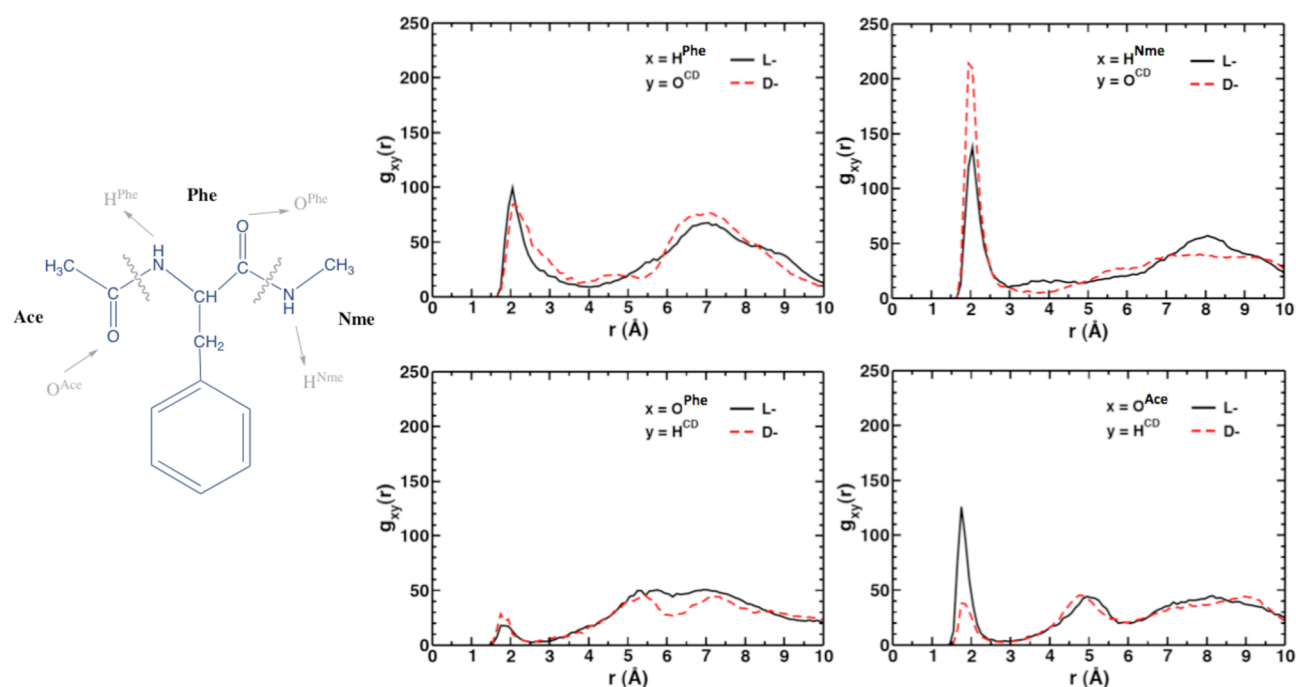 Phe
H^Phe
O^Phe
H
O
H₃C
N
CH₃
C
C
CH
N
H
Ace
O
CH₂
Nme
O^Ace
H^Nme
250
200
150
100
50
0
g_xy(r)
x = H^Phe — L-
y = O^CD -- D-
0 1 2 3 4 5 6 7 8 9 10
r (Å)
250
200
150
100
50
0
g_xy(r)
x = H^Nme — L-
y = O^CD -- D-
0 1 2 3 4 5 6 7 8 9 10
r (Å)
250
200
150
100
50
0
g_xy(r)
x = O^Phe — L-
y = H^CD -- D-
0 1 2 3 4 5 6 7 8 9 10
r (Å)
250
200
150
100
50
0
g_xy(r)
x = O^Ace — L-
y = H^CD -- D-
0 1 2 3 4 5 6 7 8 9 10
r (Å)